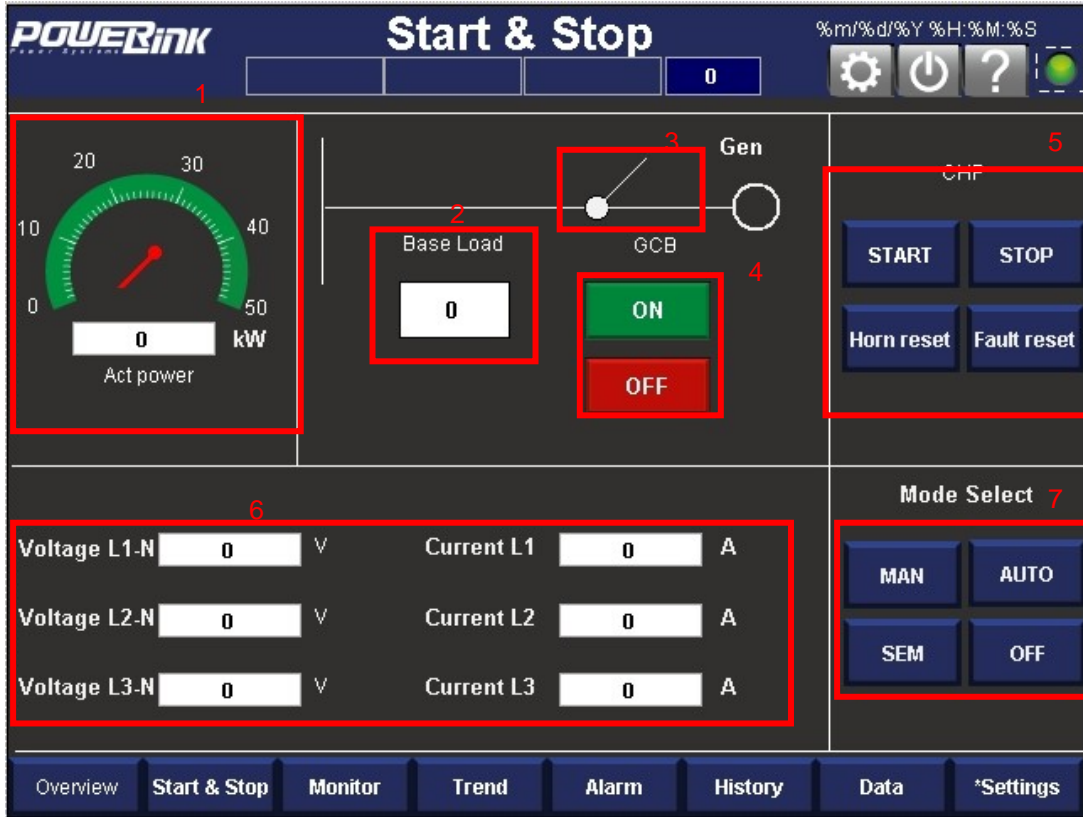 POWERlink
Power Systems
Start & Stop
%m/%d/%Y %H:%M:%S
0
?
1
20
30
10
40
0
50
0
kW
Act power
3
Gen
2
Base Load
GCB
4
0
ON
OFF
5
CHP
START
STOP
Horn reset
Fault reset
6
Voltage L1-N
0
V
Current L1
0
A
Voltage L2-N
0
V
Current L2
0
A
Voltage L3-N
0
V
Current L3
0
A
Mode Select
7
MAN
AUTO
SEM
OFF
Overview
Start & Stop
Monitor
Trend
Alarm
History
Data
*Settings